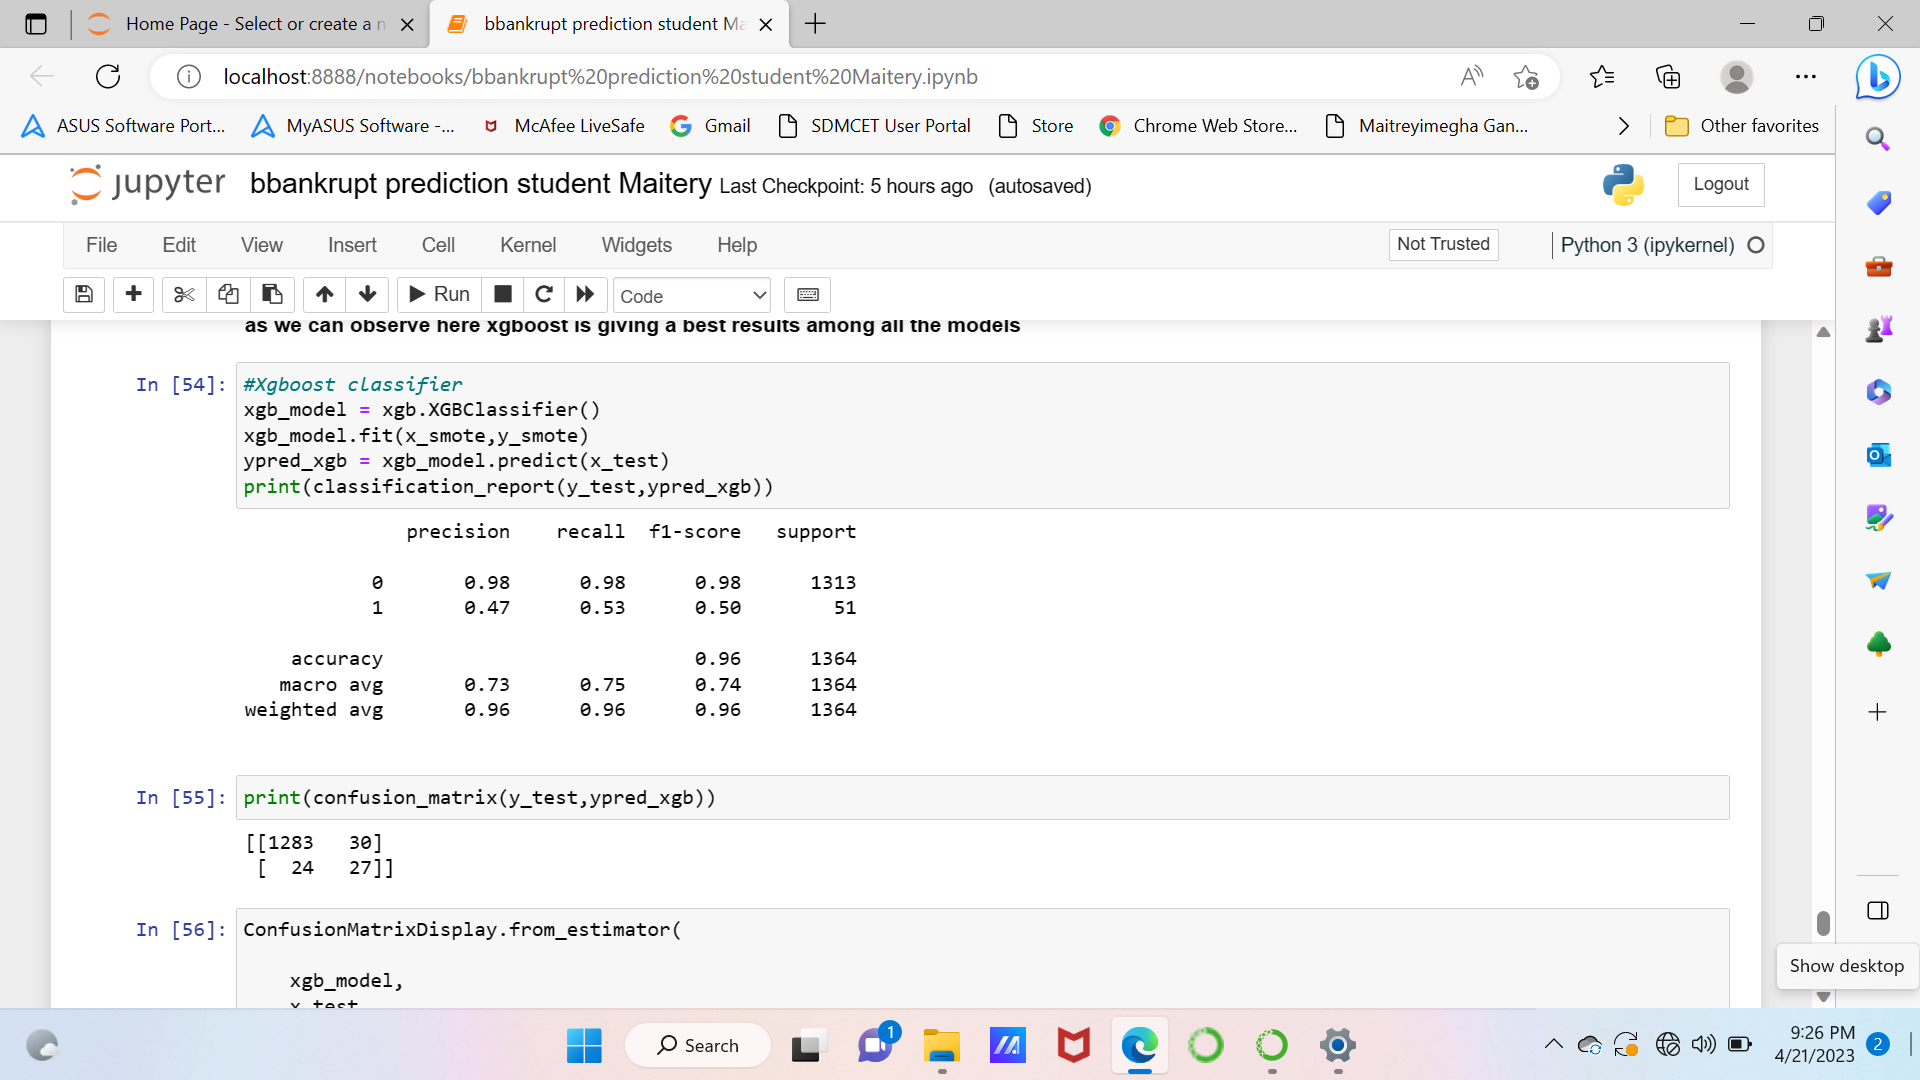 Home Page - Select or create a n
bbankrupt prediction student Ma
localhost:8888/notebooks/bbankrupt%20prediction%20student%20Maitery.ipynb
ASUS Software Port... MyASUS Software -... McAfee LiveSafe Gmail SDMCET User Portal Store Chrome Web Store... Maitreyimegha Gan... Other favorites
jupyter bbankrupt prediction student Maitery Last Checkpoint: 5 hours ago (autosaved) Logout
File Edit View Insert Cell Kernel Widgets Help Not Trusted Python 3 (ipykernel)
Run Code
as we can observe here xgboost is giving a best results among all the models
In [54]: #Xgboost classifier
xgb_model = xgb.XGBClassifier()
xgb_model.fit(x_smote,y_smote)
ypred_xgb = xgb_model.predict(x_test)
print(classification_report(y_test,ypred_xgb))
precision recall f1-score support
0 0.98 0.98 0.98 1313
1 0.47 0.53 0.50 51
accuracy 0.96 1364
macro avg 0.73 0.75 0.74 1364
weighted avg 0.96 0.96 0.96 1364
In [55]: print(confusion_matrix(y_test,ypred_xgb))
[[1283 30]
[ 24 27]]
In [56]: ConfusionMatrixDisplay.from_estimator(
xgb_model,
x_test
Show desktop
Search
1
9:26 PM
4/21/2023
2